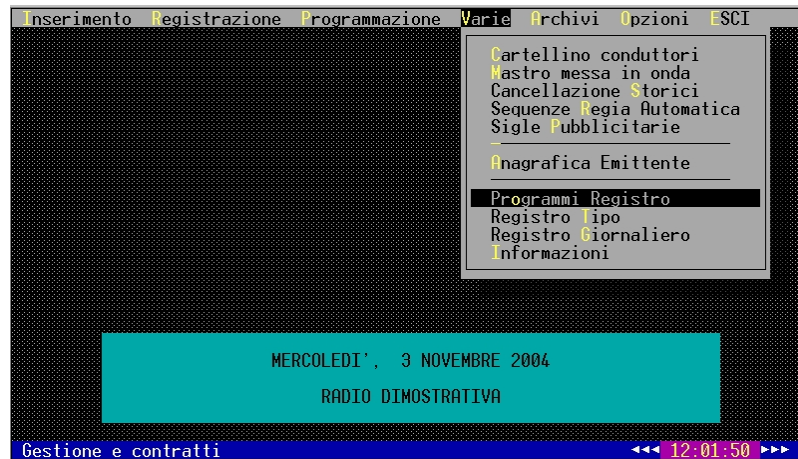 Inserimento Registrazione Programmazione Varie Archivi Opzioni ESCI
Cartellino conduttori
Mastro messa in onda
Cancellazione Storici
Sequenze Regia Automatica
Sigle Pubblicitarie
Anagrafica Emittente
Programmi Registro
Registro Tipo
Registro Giornaliero
Informazioni
MERCOLEDI', 3 NOVEMBRE 2004
RADIO DIMOSTRATIVA
Gestione e contratti ◄◄◄ 12:01:50 ►►►